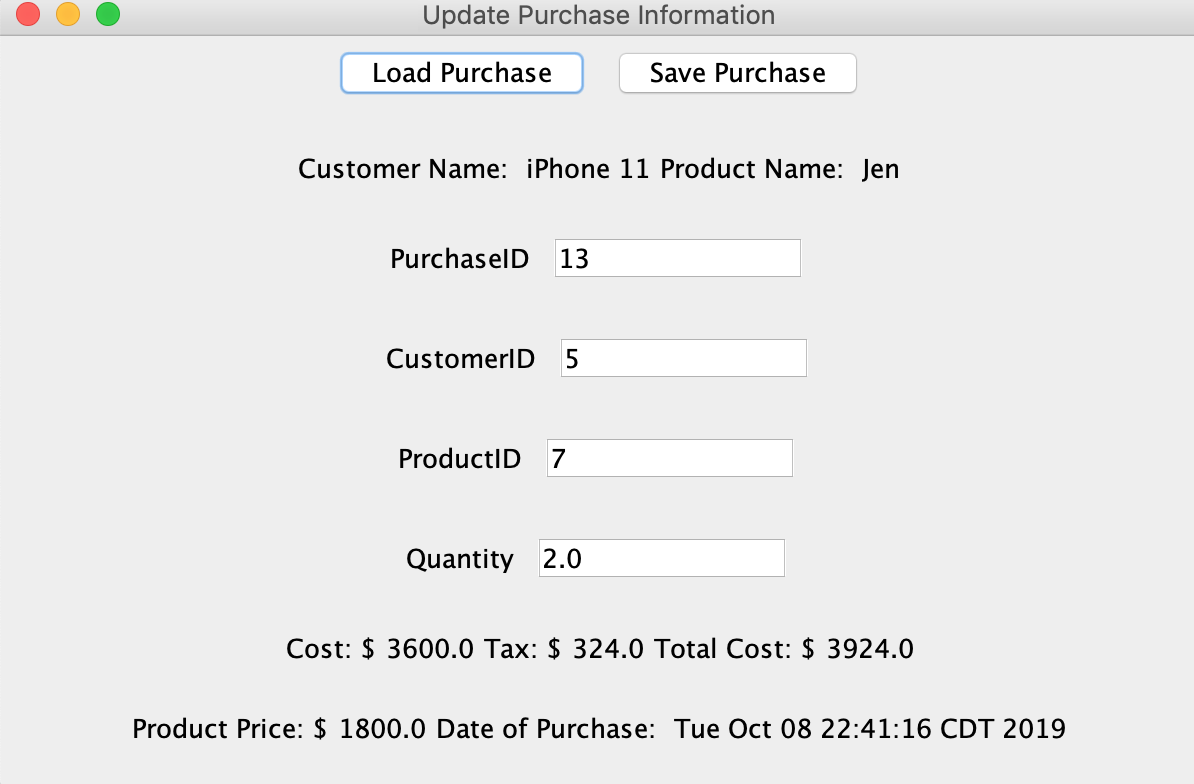 Update Purchase Information
Load Purchase Save Purchase
Customer Name: iPhone 11 Product Name: Jen
PurchaseID 13
CustomerID 5
ProductID 7
Quantity 2.0
Cost: $ 3600.0 Tax: $ 324.0 Total Cost: $ 3924.0
Product Price: $ 1800.0 Date of Purchase: Tue Oct 08 22:41:16 CDT 2019